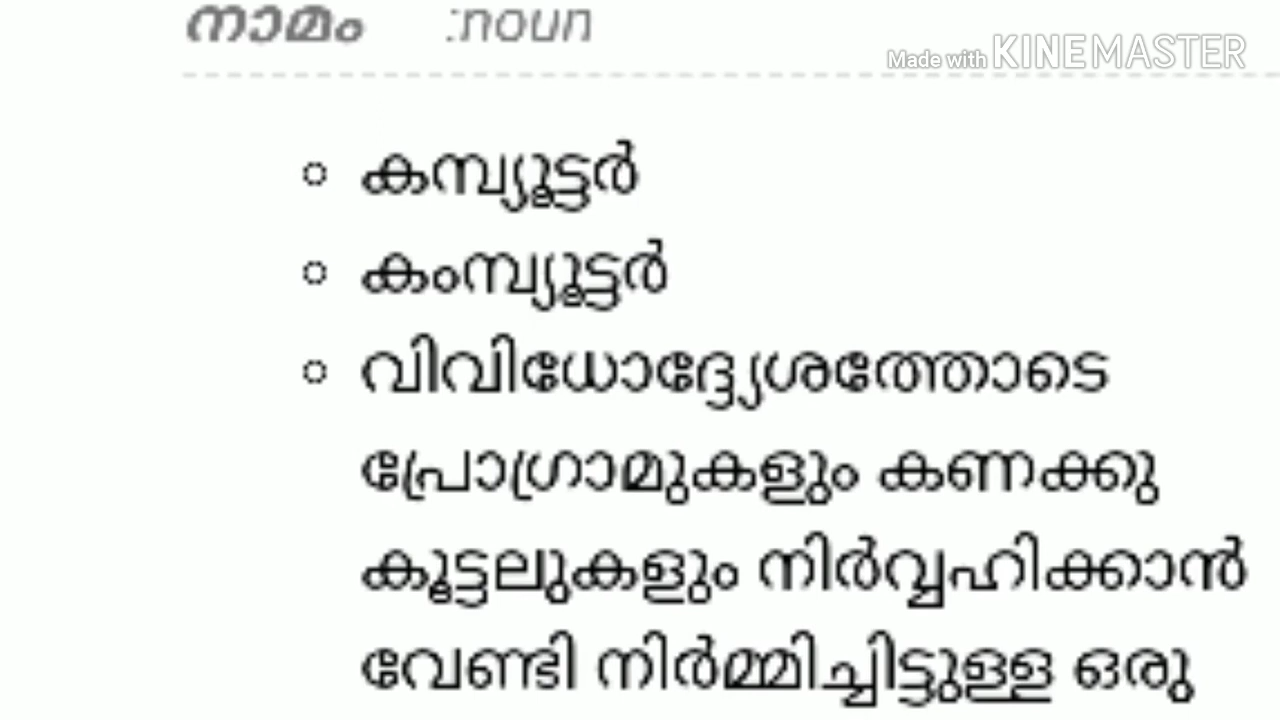 നാമം :noun
Made with KINEMASTER
കമ്പ്യൂട്ടർ
കംമ്പ്യൂട്ടർ
വിവിധോദ്ദ്യേശത്തോടെ
പ്രോഗ്രാമുകളും കണക്കു
കൂട്ടലുകളും നിർവ്വഹിക്കാൻ
വേണ്ടി നിർമ്മിച്ചിട്ടുള്ള ഒരു